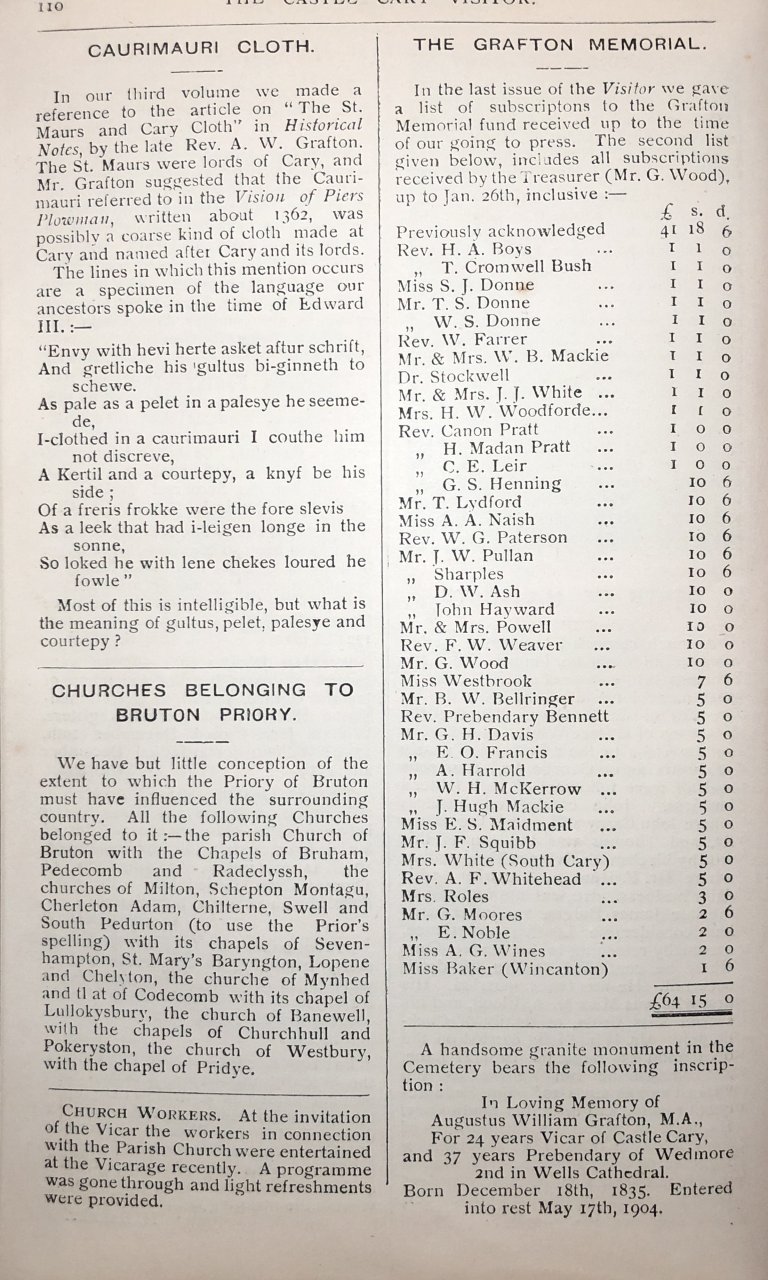 110
THE CASTLE CARY VISITOR.
CAURIMAURI CLOTH.
In our third volume we made a
reference to the article on “The St.
Maurs and Cary Cloth” in Historical
Notes, by the late Rev. A. W. Grafton.
The St. Maurs were lords of Cary, and
Mr. Grafton suggested that the Cauri-
mauri referred to in the Vision of Piers
Plowman, written about 1362, was
possibly a coarse kind of cloth made at
Cary and named after Cary and its lords.
The lines in which this mention occurs
are a specimen of the language our
ancestors spoke in the time of Edward
III. :—
“Envy with hevi herte asket aftur schrift,
And gretliche his 'gultus bi-ginneth to
schewe.
As pale as a pelet in a palesye he seeme-
de,
I-clothed in a caurimauri I couthe him
not discreve,
A Kertil and a courtepy, a knyf be his
side ;
Of a freris frokke were the fore slevis
As a leek that had i-leigen longe in the
sonne,
So loked he with lene chekes loured he
fowle”
Most of this is intelligible, but what is
the meaning of gultus, pelet, palesye and
courtepy ?
CHURCHES BELONGING TO
BRUTON PRIORY.
We have but little conception of the
extent to which the Priory of Bruton
must have influenced the surrounding
country. All the following Churches
belonged to it :—the parish Church of
Bruton with the Chapels of Bruham,
Pedecomb and Radeclyssh, the
churches of Milton, Schepton Montagu,
Cherleton Adam, Chilterne, Swell and
South Pedurton (to use the Prior's
spelling) with its chapels of Seven-
hampton, St. Mary's Baryngton, Lopene
and Chelyton, the churche of Mynhed
and tl at of Codecomb with its chapel of
Lullokysbury, the church of Banewell,
with the chapels of Churchhull and
Pokeryston, the church of Westbury,
with the chapel of Pridye.
CHURCH WORKERS. At the invitation
of the Vicar the workers in connection
with the Parish Church were entertained
at the Vicarage recently. A programme
was gone through and light refreshments
were provided.
THE GRAFTON MEMORIAL.
In the last issue of the Visitor we gave
a list of subscriptons to the Grafton
Memorial fund received up to the time
of our going to press. The second list
given below, includes all subscriptions
received by the Treasurer (Mr. G. Wood),
up to Jan. 26th, inclusive :—
£ s. d.
Previously acknowledged 41 18 6
Rev. H. A. Boys ... 1 1 0
„ T. Cromwell Bush 1 1 0
Miss S. J. Donne ... 1 1 0
Mr. T. S. Donne ... 1 1 0
„ W. S. Donne ... 1 1 0
Rev. W. Farrer ... 1 1 0
Mr. & Mrs. W. B. Mackie 1 1 0
Dr. Stockwell ... 1 1 0
Mr. & Mrs. J. J. White ... 1 1 0
Mrs. H. W. Woodforde... 1 1 0
Rev. Canon Pratt ... 1 0 0
„ H. Madan Pratt ... 1 0 0
„ C. E. Leir ... 1 0 0
„ G. S. Henning ... 10 6
Mr. T. Lydford ... 10 6
Miss A. A. Naish ... 10 6
Rev. W. G. Paterson ... 10 6
Mr. J. W. Pullan ... 10 6
„ Sharples ... 10 6
„ D. W. Ash ... 10 0
„ John Hayward ... 10 0
Mr. & Mrs. Powell ... 10 0
Rev. F. W. Weaver ... 10 0
Mr. G. Wood ... 10 0
Miss Westbrook ... 7 6
Mr. B. W. Bellringer ... 5 0
Rev. Prebendary Bennett 5 0
Mr. G. H. Davis ... 5 0
„ E. O. Francis ... 5 0
„ A. Harrold ... 5 0
„ W. H. McKerrow ... 5 0
„ J. Hugh Mackie ... 5 0
Miss E. S. Maidment ... 5 0
Mr. J. F. Squibb ... 5 0
Mrs. White (South Cary) 5 0
Rev. A. F. Whitehead ... 5 0
Mrs. Roles ... 3 0
Mr. G. Moores ... 2 6
„ E. Noble ... 2 0
Miss A. G. Wines ... 2 0
Miss Baker (Wincanton) 1 6
£64 15 0
A handsome granite monument in the
Cemetery bears the following inscrip-
tion :
In Loving Memory of
Augustus William Grafton, M.A.,
For 24 years Vicar of Castle Cary,
and 37 years Prebendary of Wedmore
2nd in Wells Cathedral.
Born December 18th, 1835. Entered
into rest May 17th, 1904.